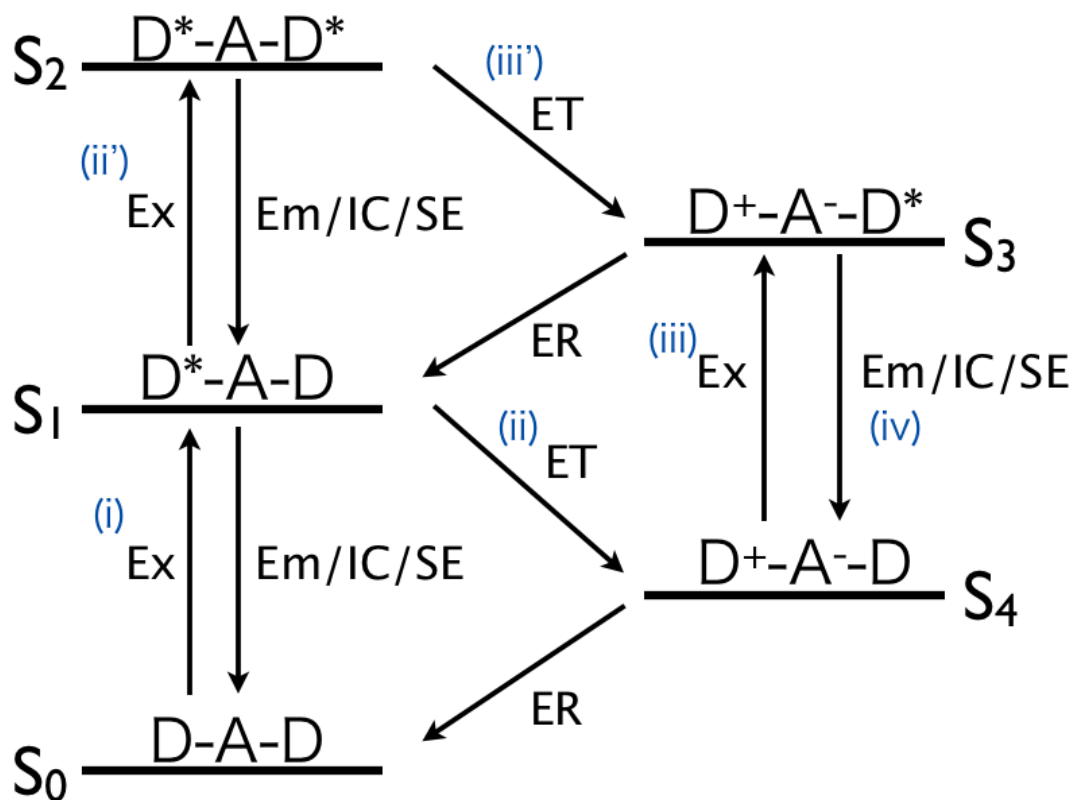 S₂ D*-A-D*
(iii')
ET
(ii')
Ex Em/IC/SE
D⁺-A⁻-D* S₃
ER
(iii)
Ex Em/IC/SE
(iv)
S₁ D*-A-D
(ii)
ET
(i)
Ex Em/IC/SE
D⁺-A⁻-D S₄
ER
S₀ D-A-D